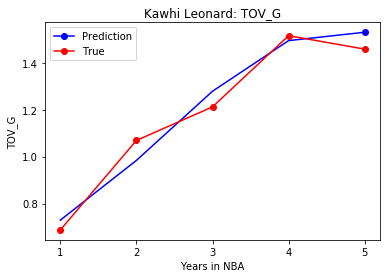 Kawhi Leonard: TOV_G
Prediction
True
1.4
1.2
1.0
0.8
TOV_G
1 2 3 4 5
Years in NBA